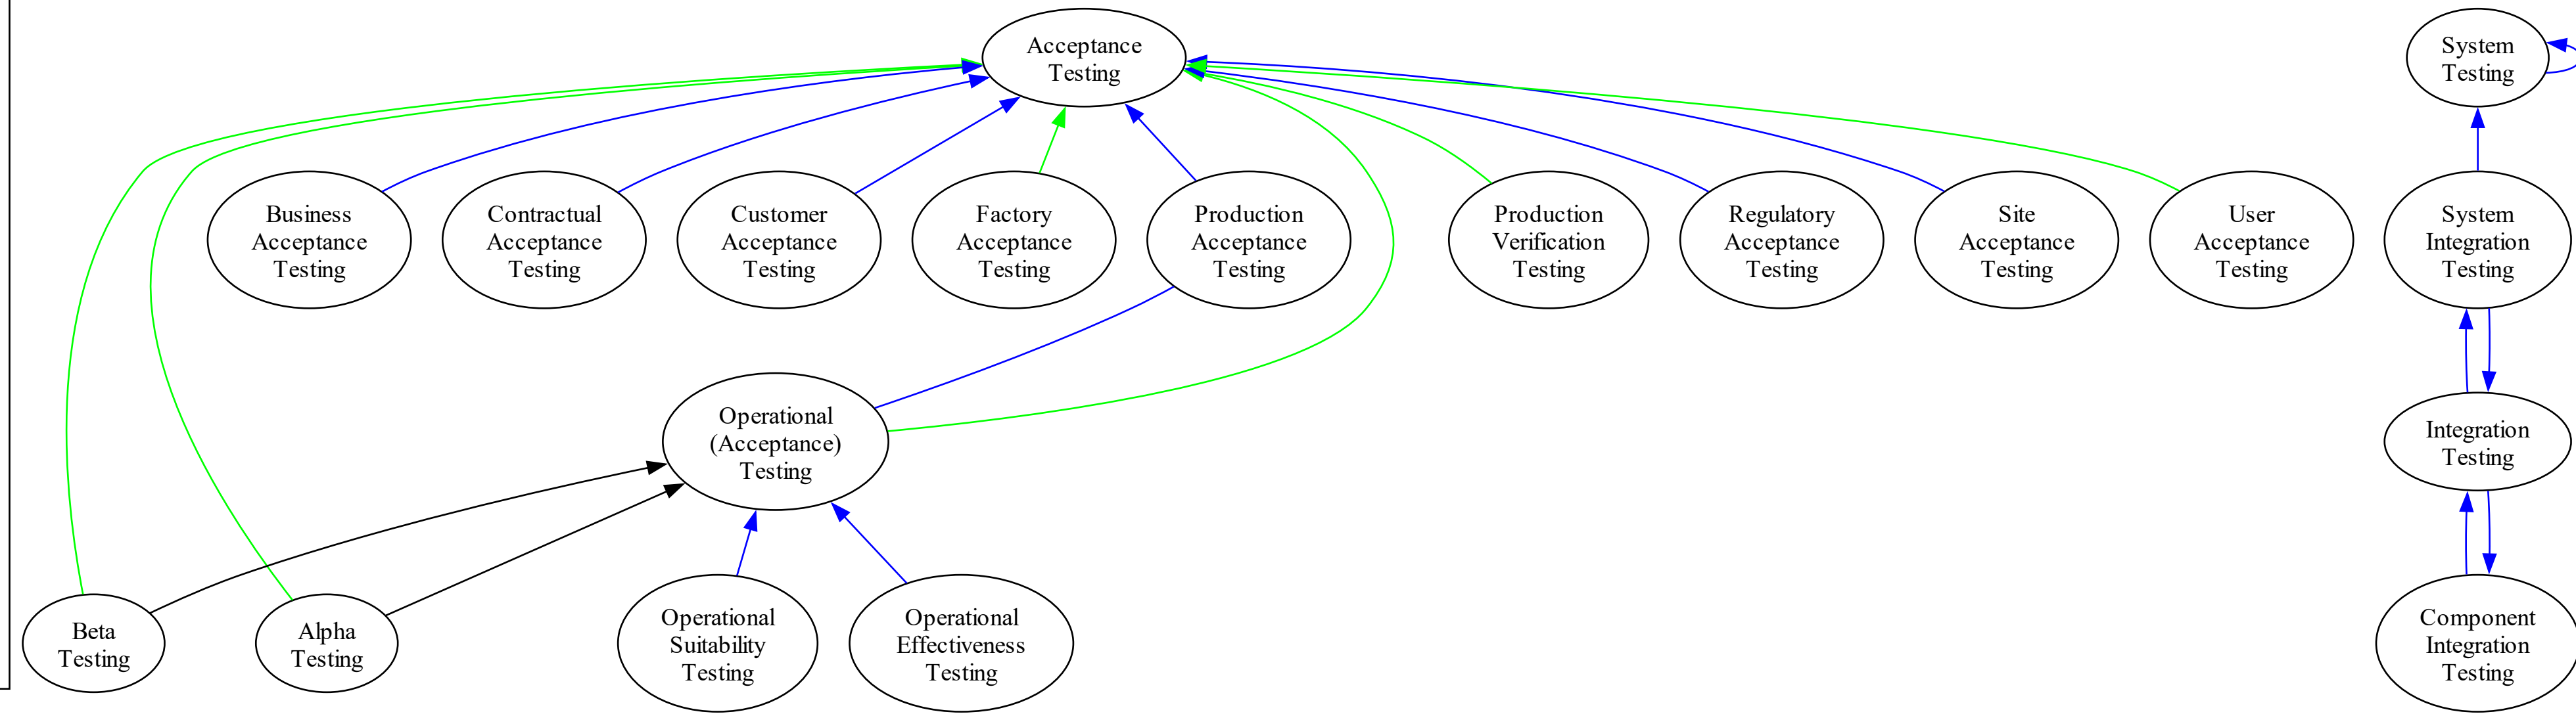 Acceptance
Testing
System
Testing
Business
Acceptance
Testing
Contractual
Acceptance
Testing
Customer
Acceptance
Testing
Factory
Acceptance
Testing
Production
Acceptance
Testing
Production
Verification
Testing
Regulatory
Acceptance
Testing
Site
Acceptance
Testing
User
Acceptance
Testing
System
Integration
Testing
Operational
(Acceptance)
Testing
Integration
Testing
Beta
Testing
Alpha
Testing
Operational
Suitability
Testing
Operational
Effectiveness
Testing
Component
Integration
Testing